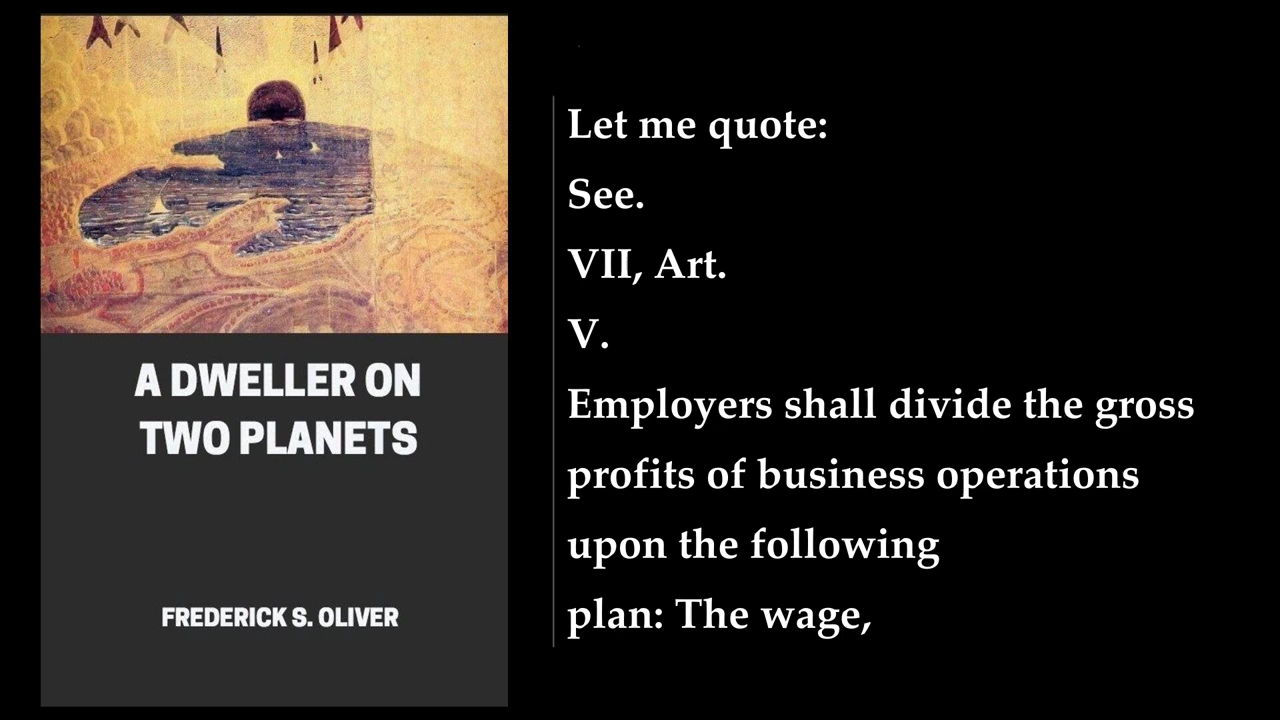 A DWELLER ON
TWO PLANETS
FREDERICK S. OLIVER
Let me quote:
See.
VII, Art.
V.
Employers shall divide the gross
profits of business operations
upon the following
plan: The wage,